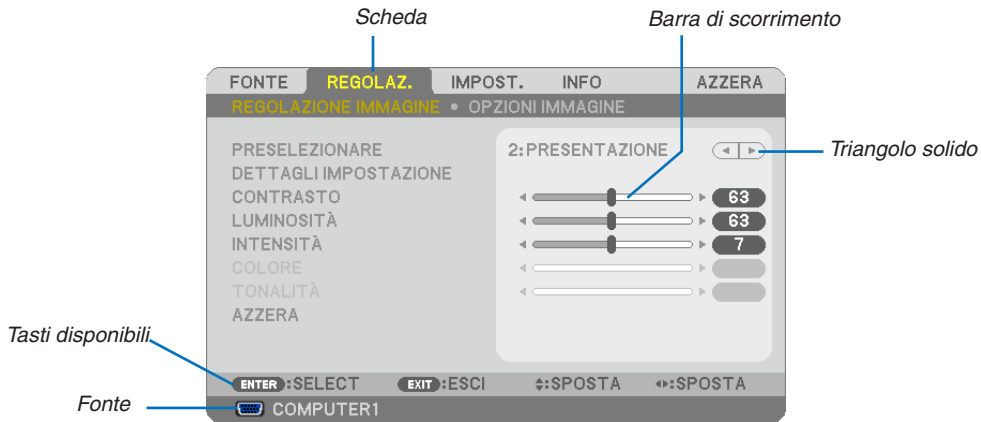 Scheda
Barra di scorrimento
FONTE REGOLAZ. IMPOST. INFO AZZERA
REGOLAZIONE IMMAGINE • OPZIONI IMMAGINE
PRESELEZIONARE 2:PRESENTAZIONE
Triangolo solido
DETTAGLI IMPOSTAZIONE
CONTRASTO 63
LUMINOSITÀ 63
INTENSITÀ 7
COLORE
TONALITÀ
AZZERA
Tasti disponibili
ENTER :SELECT EXIT :ESCI :SPOSTA :SPOSTA
Fonte
COMPUTER1